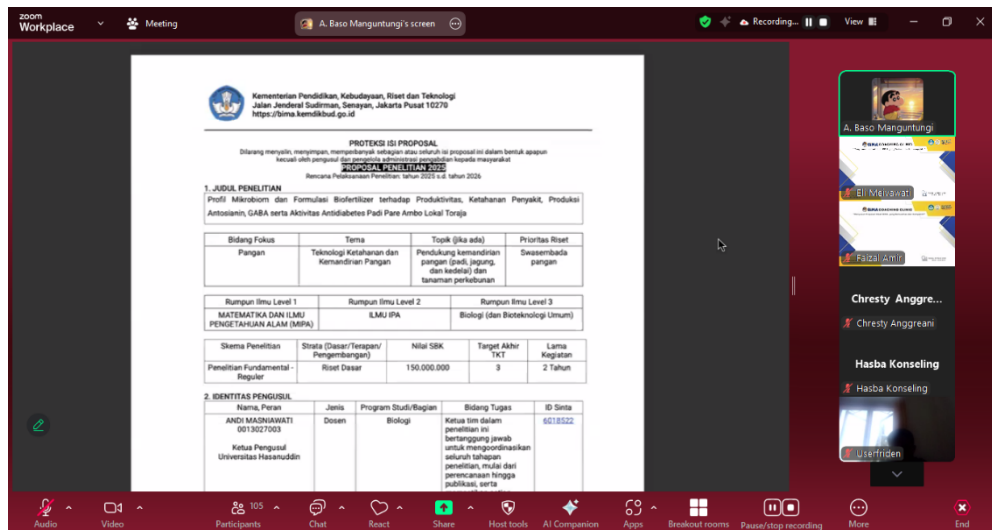 zoom
Workplace
Meeting
A. Baso Manguntungi's screen
Recording...
View
Kementerian Pendidikan, Kebudayaan, Riset dan Teknologi
Jalan Jenderal Sudirman, Senayan, Jakarta Pusat 10270
https://bima.kemdikbud.go.id
PROTEKSI ISI PROPOSAL
Dilarang menyalin, menyimpan, memperbanyak sebagian atau seluruh isi proposal ini dalam bentuk apapun
kecuali oleh pengusul dan pengelola administrasi pengabdian kepada masyarakat
PROPOSAL PENELITIAN 2025
Rencana Pelaksanaan Penelitian: tahun 2025 s.d. tahun 2026
1. JUDUL PENELITIAN
Profil Mikrobiom dan Formulasi Biofertilizer terhadap Produktivitas, Ketahanan Penyakit, Produksi
Antosianin, GABA serta Aktivitas Antidiabetes Padi Pare Ambo Lokal Toraja
Bidang Fokus Tema Topik (jika ada) Prioritas Riset
Pangan Teknologi Ketahanan dan Pendukung kemandirian Swasembada
Kemandirian Pangan pangan (padi, jagung, pangan
dan kedelai) dan
tanaman perkebunan
Rumpun Ilmu Level 1 Rumpun Ilmu Level 2 Rumpun Ilmu Level 3
MATEMATIKA DAN ILMU ILMU IPA Biologi (dan Bioteknologi Umum)
PENGETAHUAN ALAM (MIPA)
Skema Penelitian Strata (Dasar/Terapan/ Nilai SBK Target Akhir Lama
Pengembangan) TKT Kegiatan
Penelitian Fundamental - Riset Dasar 150.000.000 3 2 Tahun
Reguler
2. IDENTITAS PENGUSUL
Nama, Peran Jenis Program Studi/Bagian Bidang Tugas ID Sinta
ANDI MASNIAWATI Dosen Biologi Ketua tim dalam 6018522
0013027003 penelitian ini
bertanggung jawab
Ketua Pengusul untuk mengoordinasikan
Universitas Hasanuddin seluruh tahapan
penelitian, mulai dari
perencanaan hingga
publikasi, serta
A. Baso Manguntungi
Eli Meivawati
Faizal Amir
Chresty Anggre...
Chresty Anggreani
Hasba Konseling
Hasba Konseling
Userfriden
Audio
Video
105
Participants
Chat
React
Share
Host tools
AI Companion
Apps
Breakout rooms
Pause/stop recording
More
End